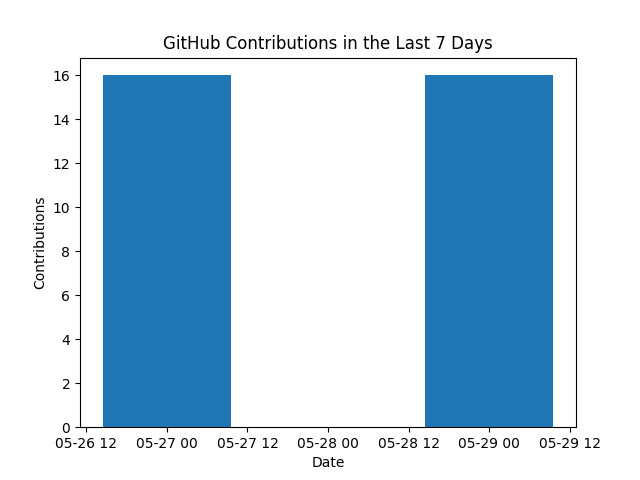 GitHub Contributions in the Last 7 Days
16
14
12
10
8
6
4
2
0
Contributions
05-26 12 05-27 00 05-27 12 05-28 00 05-28 12 05-29 00 05-29 12
Date